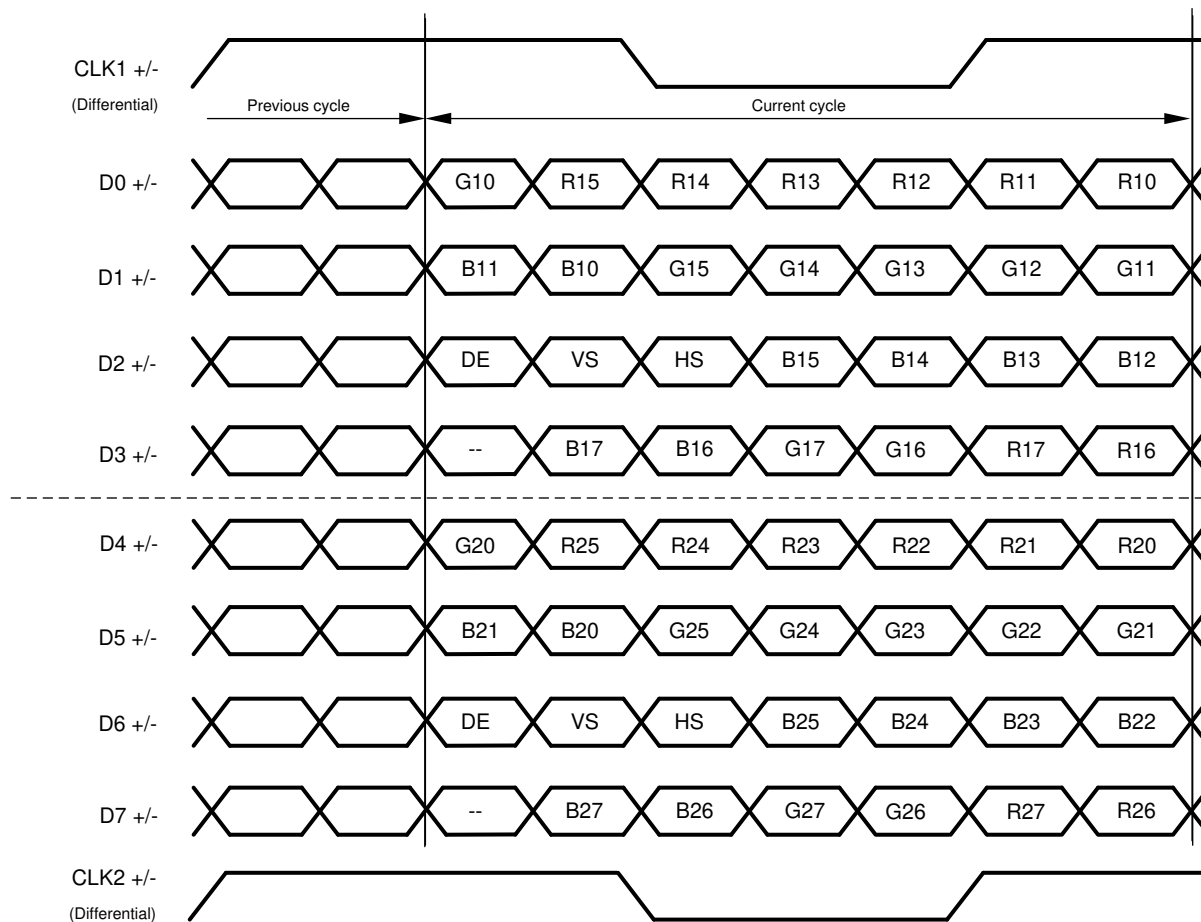 CLK1 +/-
(Differential)
Previous cycle Current cycle
D0 +/- G10 R15 R14 R13 R12 R11 R10
D1 +/- B11 B10 G15 G14 G13 G12 G11
D2 +/- DE VS HS B15 B14 B13 B12
D3 +/- -- B17 B16 G17 G16 R17 R16
D4 +/- G20 R25 R24 R23 R22 R21 R20
D5 +/- B21 B20 G25 G24 G23 G22 G21
D6 +/- DE VS HS B25 B24 B23 B22
D7 +/- -- B27 B26 G27 G26 R27 R26
CLK2 +/-
(Differential)